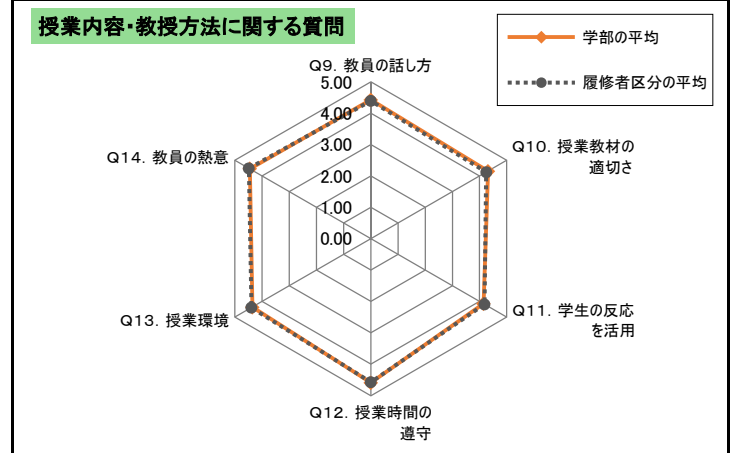 授業内容・教授方法に関する質問
学部の平均
履修者区分の平均
Q9. 教員の話し方
5.00
4.00
3.00
2.00
1.00
0.00
Q10. 授業教材の
適切さ
Q11. 学生の反応
を活用
Q12. 授業時間の
遵守
Q13. 授業環境
Q14. 教員の熱意